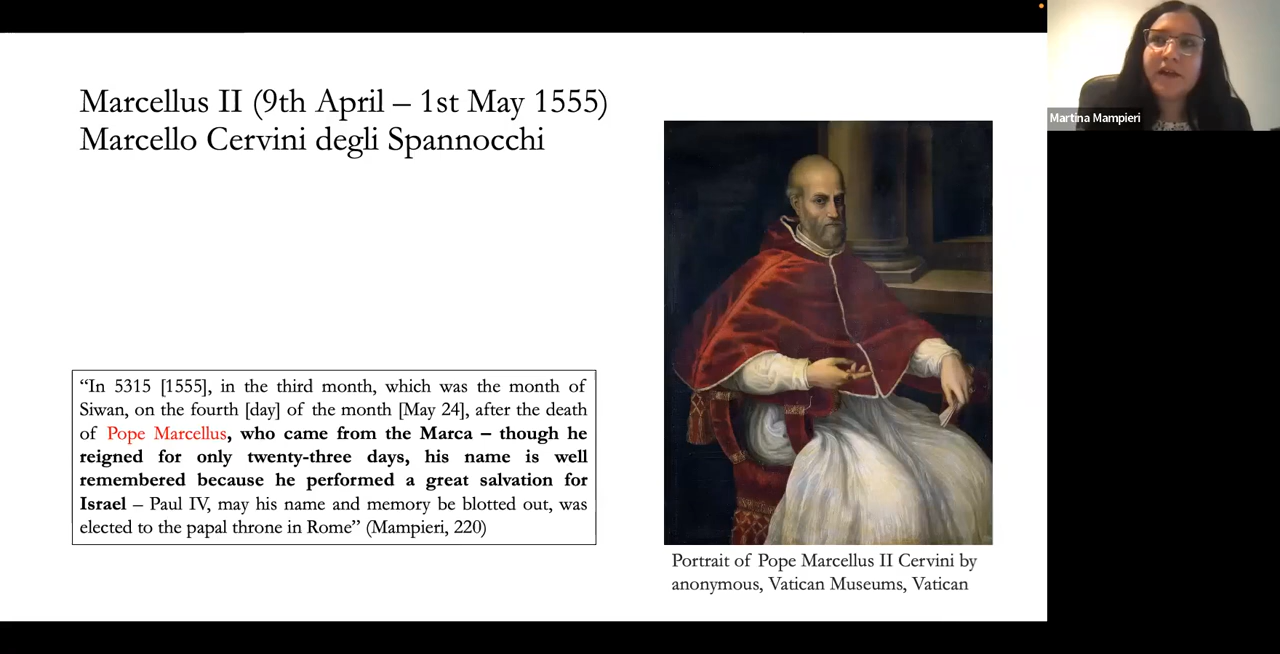 Marcellus II (9th April – 1st May 1555)
Marcello Cervini degli Spannocchi
“In 5315 [1555], in the third month, which was the month of
Siwan, on the fourth [day] of the month [May 24], after the death
of Pope Marcellus, who came from the Marca – though he
reigned for only twenty-three days, his name is well
remembered because he performed a great salvation for
Israel – Paul IV, may his name and memory be blotted out, was
elected to the papal throne in Rome” (Mampieri, 220)
Portrait of Pope Marcellus II Cervini by
anonymous, Vatican Museums, Vatican
Martina Mampieri